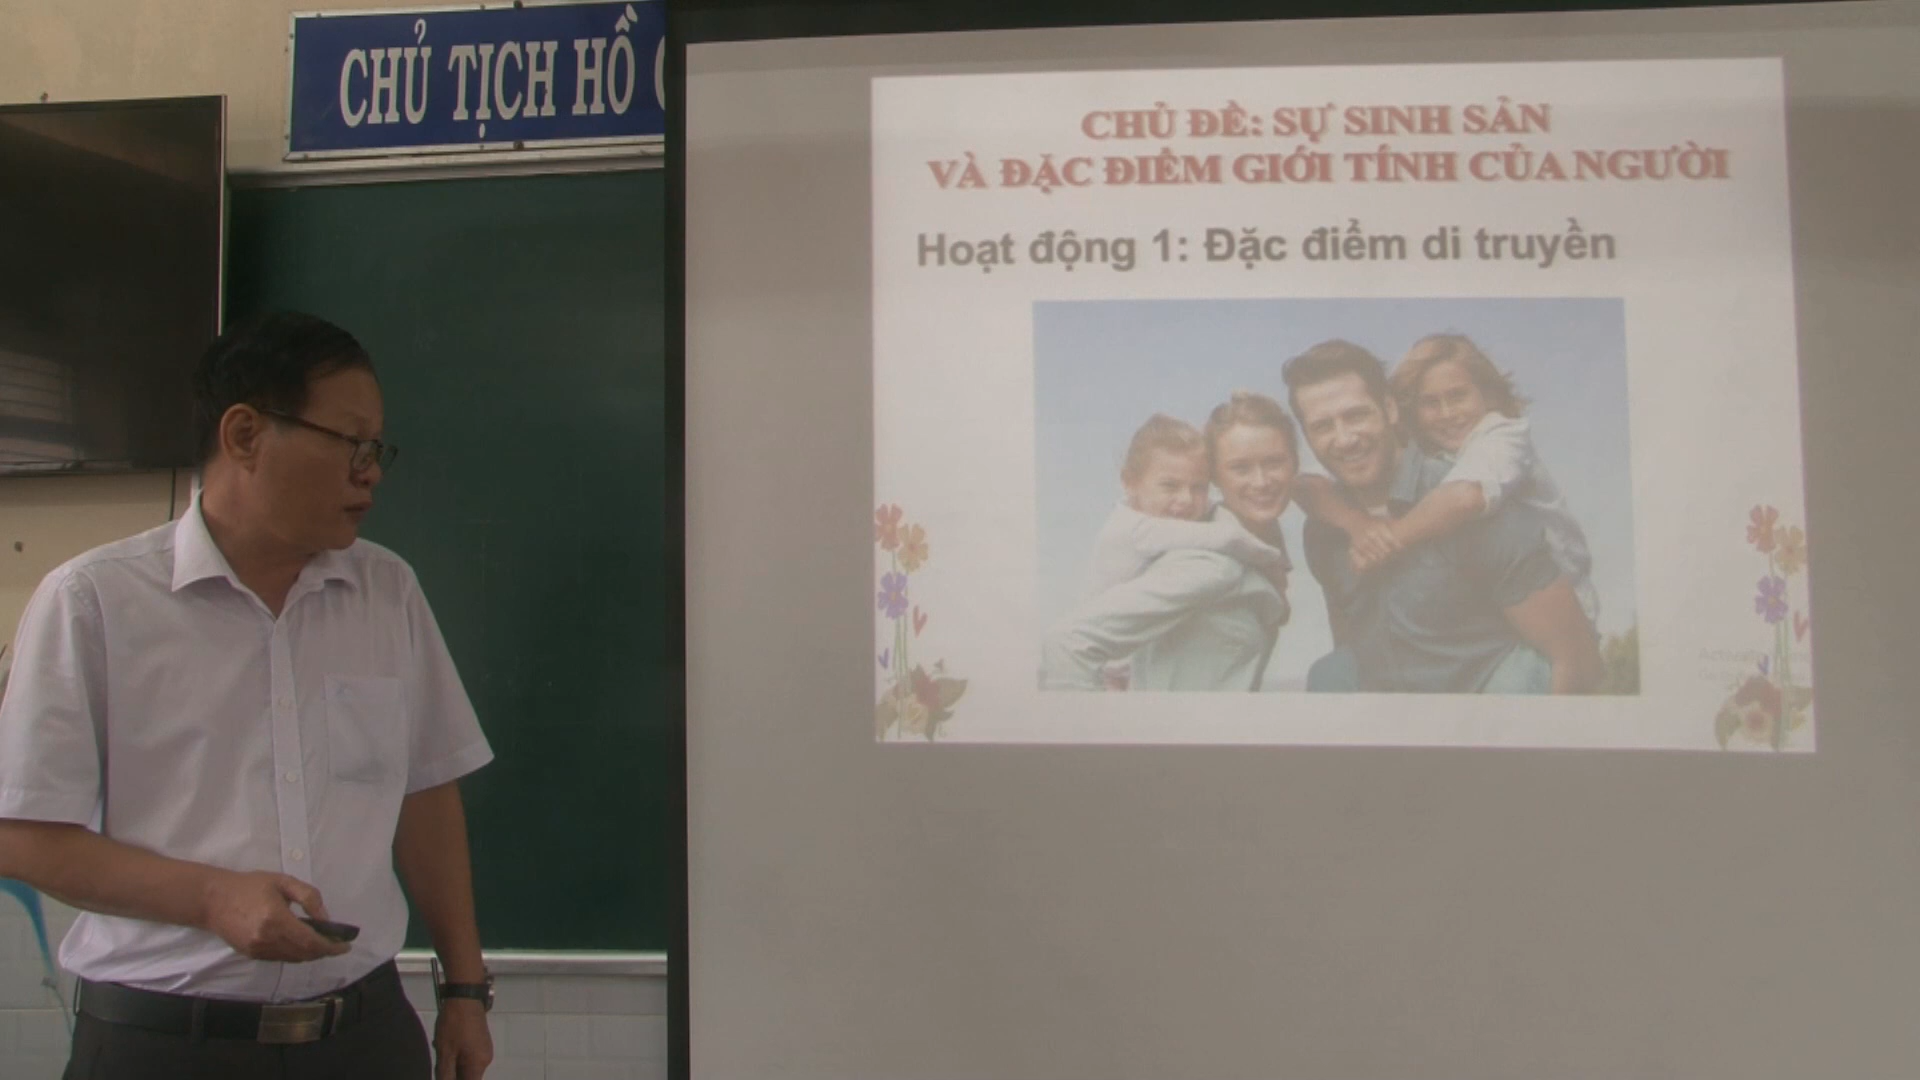 CHỦ TỊCH HỒ
CHỦ ĐỀ: SỰ SINH SẢN
VÀ ĐẶC ĐIỂM GIỚI TÍNH CỦA NGƯỜI
Hoạt động 1: Đặc điểm di truyền